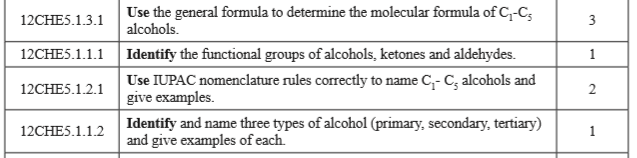 12CHE5.1.3.1 Use the general formula to determine the molecular formula of C₁-C₅ 3
alcohols.
12CHE5.1.1.1 Identify the functional groups of alcohols, ketones and aldehydes. 1
12CHE5.1.2.1 Use IUPAC nomenclature rules correctly to name C₁- C₅ alcohols and 2
give examples.
12CHE5.1.1.2 Identify and name three types of alcohol (primary, secondary, tertiary) 1
and give examples of each.